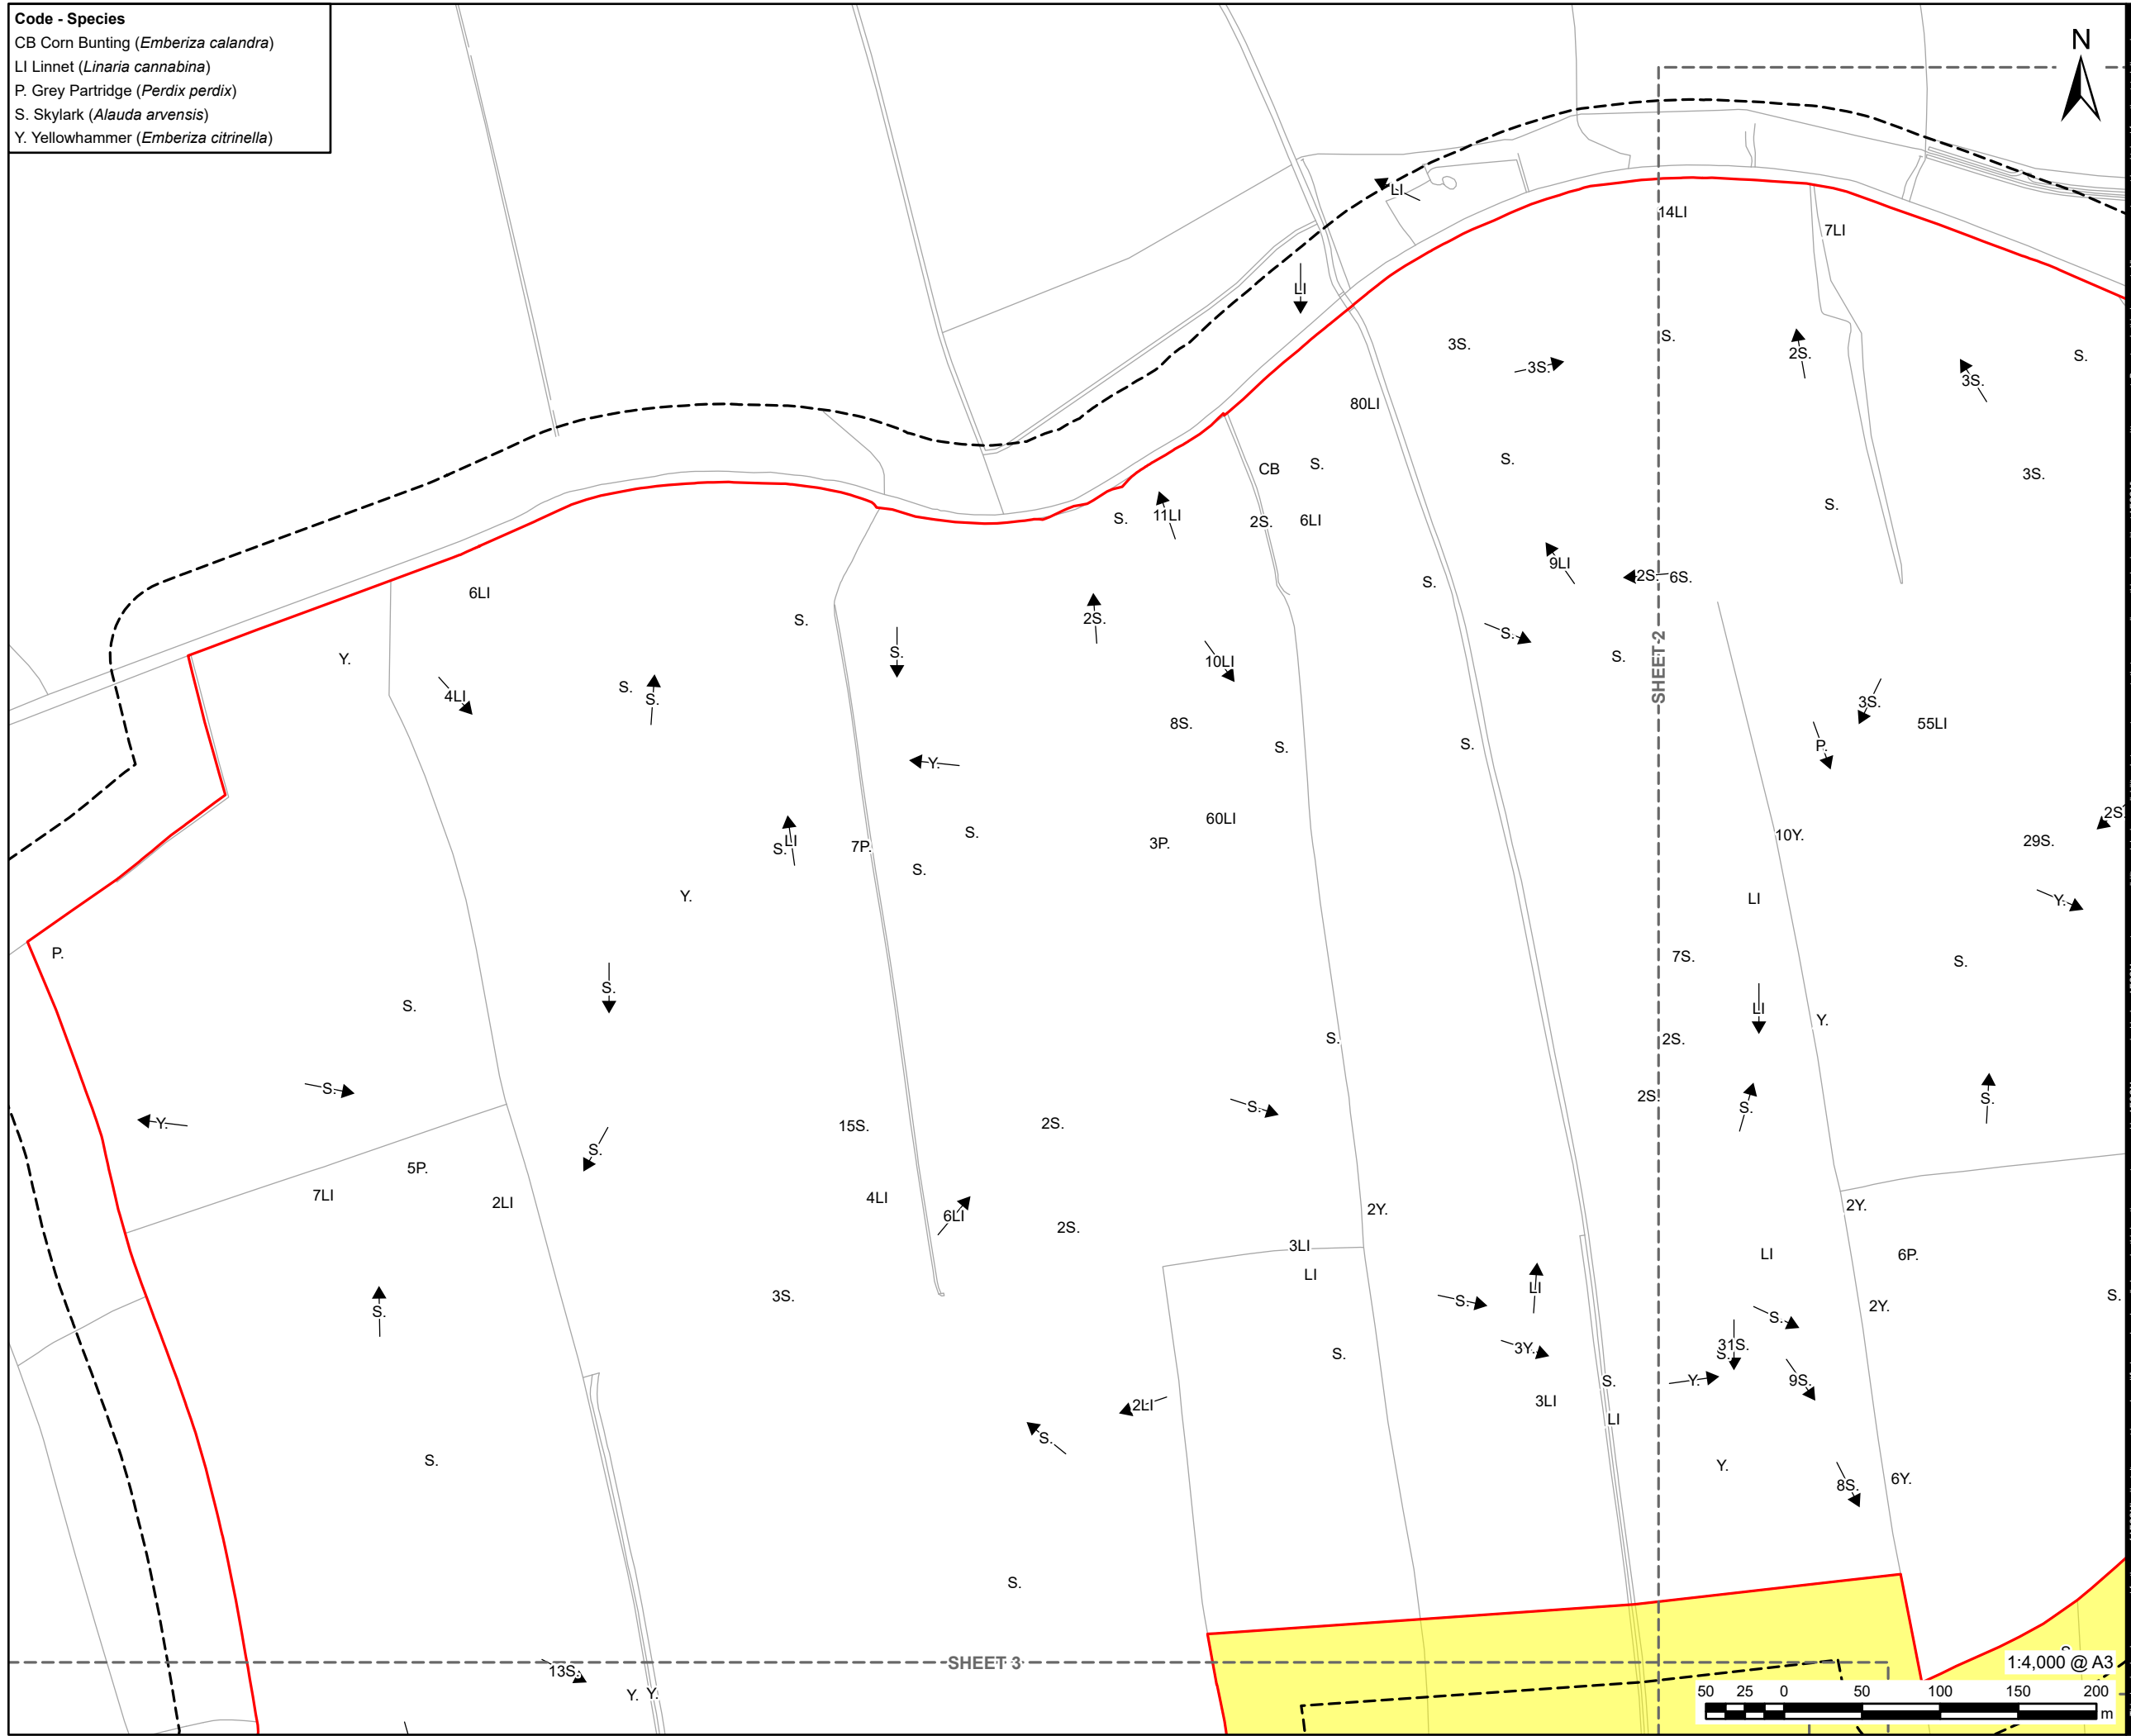 Code - Species
CB Corn Bunting (Emberiza calandra)
LI Linnet (Linaria cannabina)
P. Grey Partridge (Perdix perdix)
S. Skylark (Alauda arvensis)
Y. Yellowhammer (Emberiza citrinella)
N
LI
14LI
7LI
LI
S.
3S.
2S.
S.
3S.
3S.
80LI
CB
S.
S.
3S.
S.
S.
11LI
2S.
6LI
9LI
2S.
6S.
S.
6LI
S.
2S.
S.
S.
S.
Y.
10LI
SHEET 2
4LI
S.
S.
3S.
8S.
55LI
S.
S.
P.
Y.
2S.
60LI
S.
10Y.
LI
S.
7P.
3P.
29S.
S.
Y.
LI
Y.
P.
7S.
S.
S.
S.
LI
Y.
S.
2S.
S.
2S.
S.
S.
S.
Y.
15S.
2S.
S.
5P.
7LI
2LI
4LI
6LI
2Y.
2Y.
2S.
3LI
LI
6P.
LI
LI
3S.
S.
S.
2Y.
S.
S.
31S.
3Y.
S.
S.
S.
Y.
9S.
2LI
3LI
LI
S.
S.
Y.
6Y.
8S.
S.
S.
SHEET 3
1:4,000 @ A3
13S.
Y.
Y.
50 25 0 50 100 150 200
m